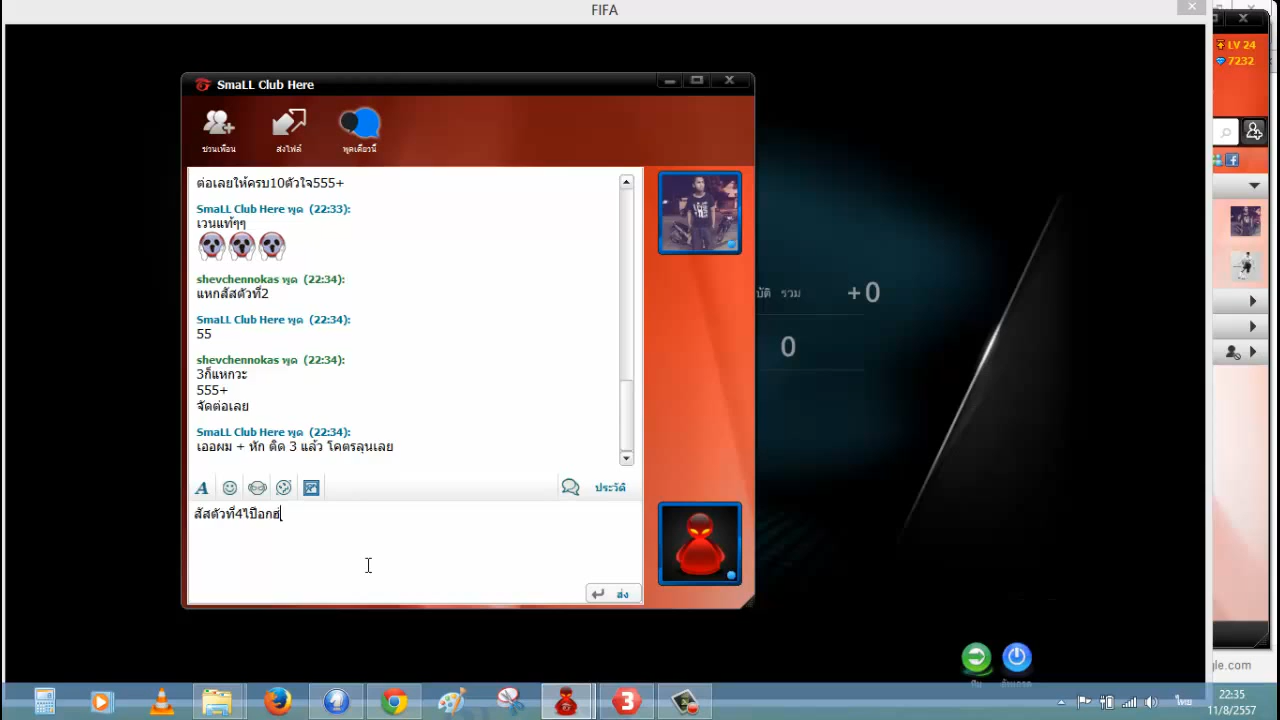 FIFA
LV 24
7232
SmaLL Club Here
ชวนเพื่อน
ส่งไฟล์
พูดเดี๋ยวนี้
ต่อเลยให้ครบ10ตัวใจ555+
SmaLL Club Here พูด (22:33):
เวนแท้ๆๆ
shevchennokas พูด (22:34):
แหกสัสตัวที่2
SmaLL Club Here พูด (22:34):
55
shevchennokas พูด (22:34):
3ก็แหกวะ
555+
จัดต่อเลย
SmaLL Club Here พูด (22:34):
เออผม + หัก ติด 3 แล้ว โคตรลุนเลย
บัติ รวม +0
0
ประวัติ
สัสตัวที่4ไป๊อกฮ่
ส่ง
gle.com
ไทย
22:35
11/8/2557